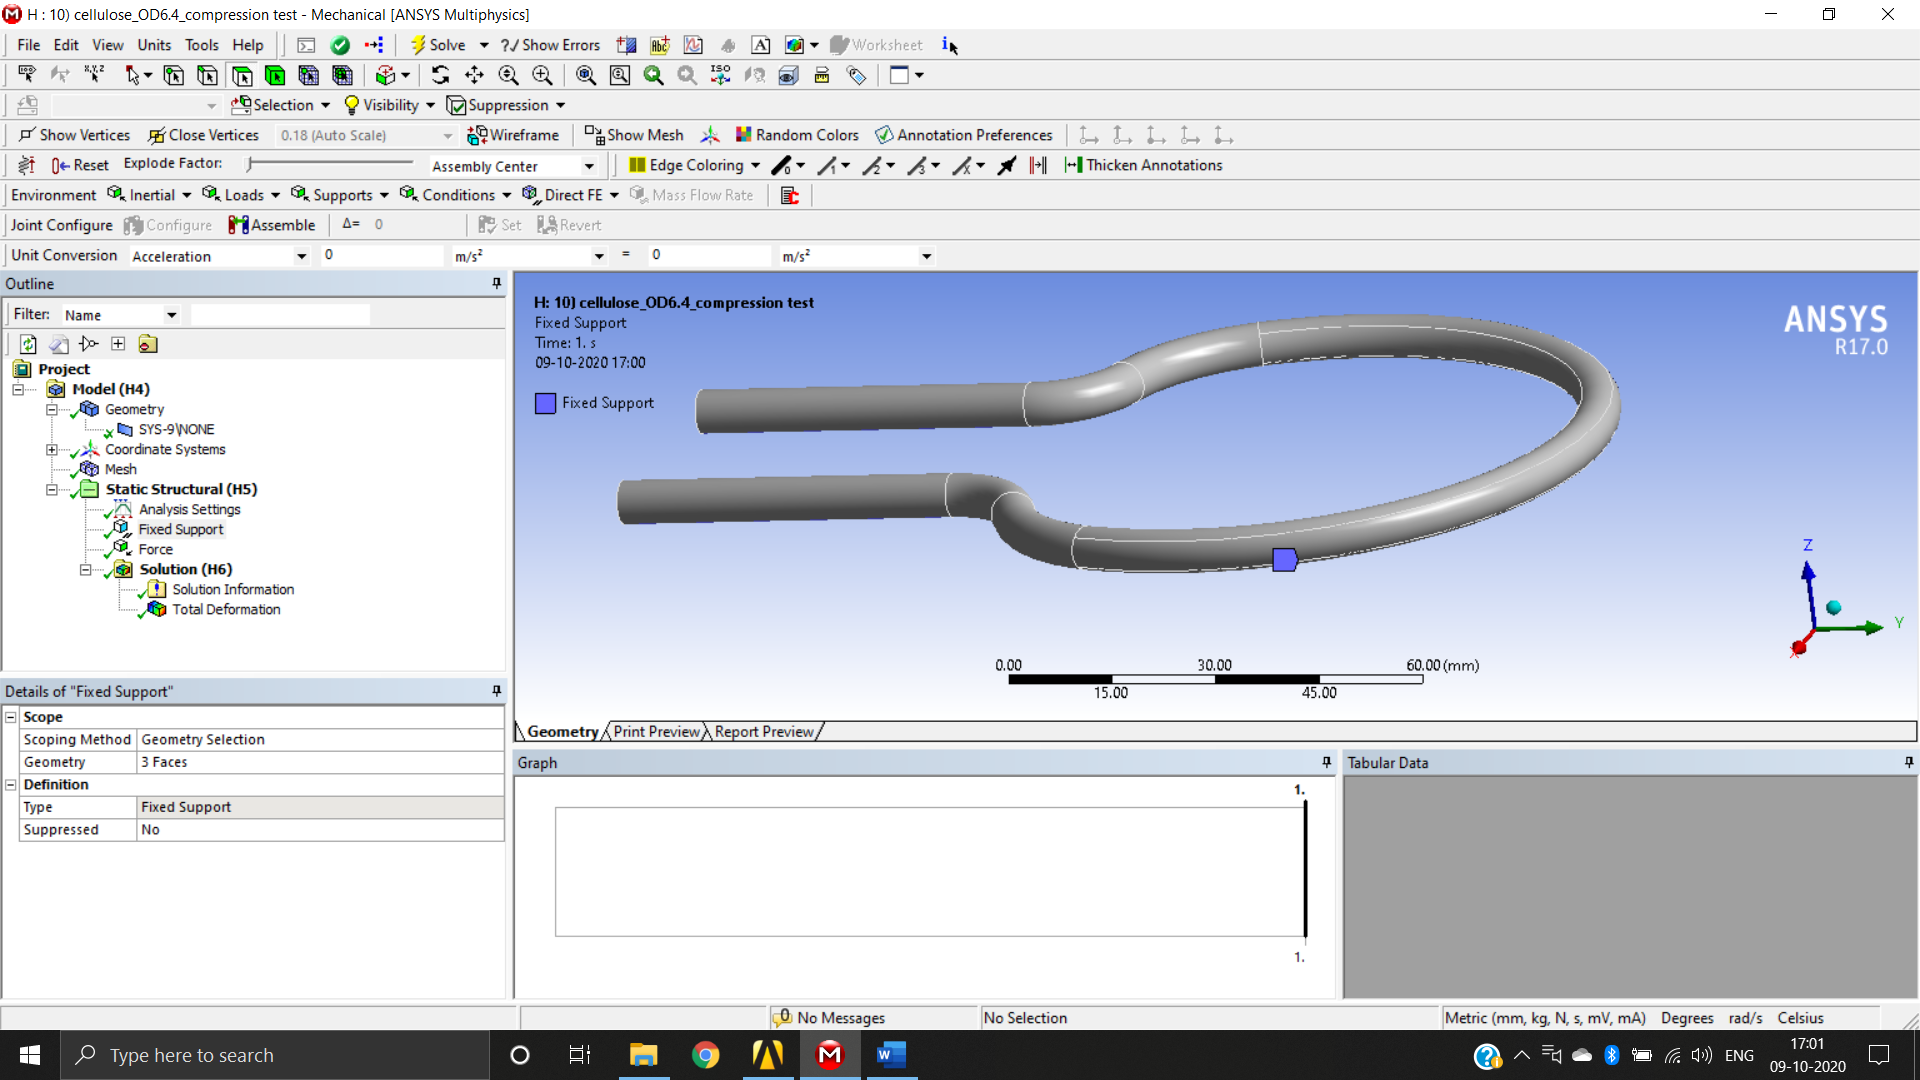 H : 10) cellulose_OD6.4_compression test - Mechanical [ANSYS Multiphysics]
File Edit View Units Tools Help Solve ?/ Show Errors Worksheet
Selection Visibility Suppression
Show Vertices Close Vertices 0.18 (Auto Scale) Wireframe Show Mesh Random Colors Annotation Preferences
Reset Explode Factor: Assembly Center Edge Coloring Thicken Annotations
Environment Inertial Loads Supports Conditions Direct FE Mass Flow Rate
Joint Configure Configure Assemble Δ= 0 Set Revert
Unit Conversion Acceleration 0 m/s² = 0 m/s²
Outline
Filter: Name
Project
Model (H4)
Geometry
SYS-9\NONE
Coordinate Systems
Mesh
Static Structural (H5)
Analysis Settings
Fixed Support
Force
Solution (H6)
Solution Information
Total Deformation
Details of "Fixed Support"
Scope
Scoping Method Geometry Selection
Geometry 3 Faces
Definition
Type Fixed Support
Suppressed No
H: 10) cellulose_OD6.4_compression test
Fixed Support
Time: 1. s
09-10-2020 17:00
Fixed Support
ANSYS
R17.0
Z
Y
X
0.00 30.00 60.00 (mm)
15.00 45.00
Geometry Print Preview Report Preview
Graph
1.
1.
Tabular Data
No Messages No Selection Metric (mm, kg, N, s, mV, mA) Degrees rad/s Celsius
Type here to search
ENG
17:01
09-10-2020